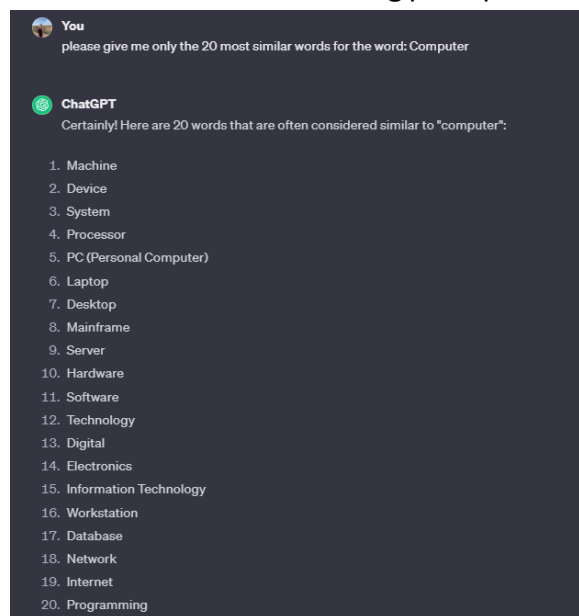 You
please give me only the 20 most similar words for the word: Computer
ChatGPT
Certainly! Here are 20 words that are often considered similar to "computer":
1. Machine
2. Device
3. System
4. Processor
5. PC (Personal Computer)
6. Laptop
7. Desktop
8. Mainframe
9. Server
10. Hardware
11. Software
12. Technology
13. Digital
14. Electronics
15. Information Technology
16. Workstation
17. Database
18. Network
19. Internet
20. Programming